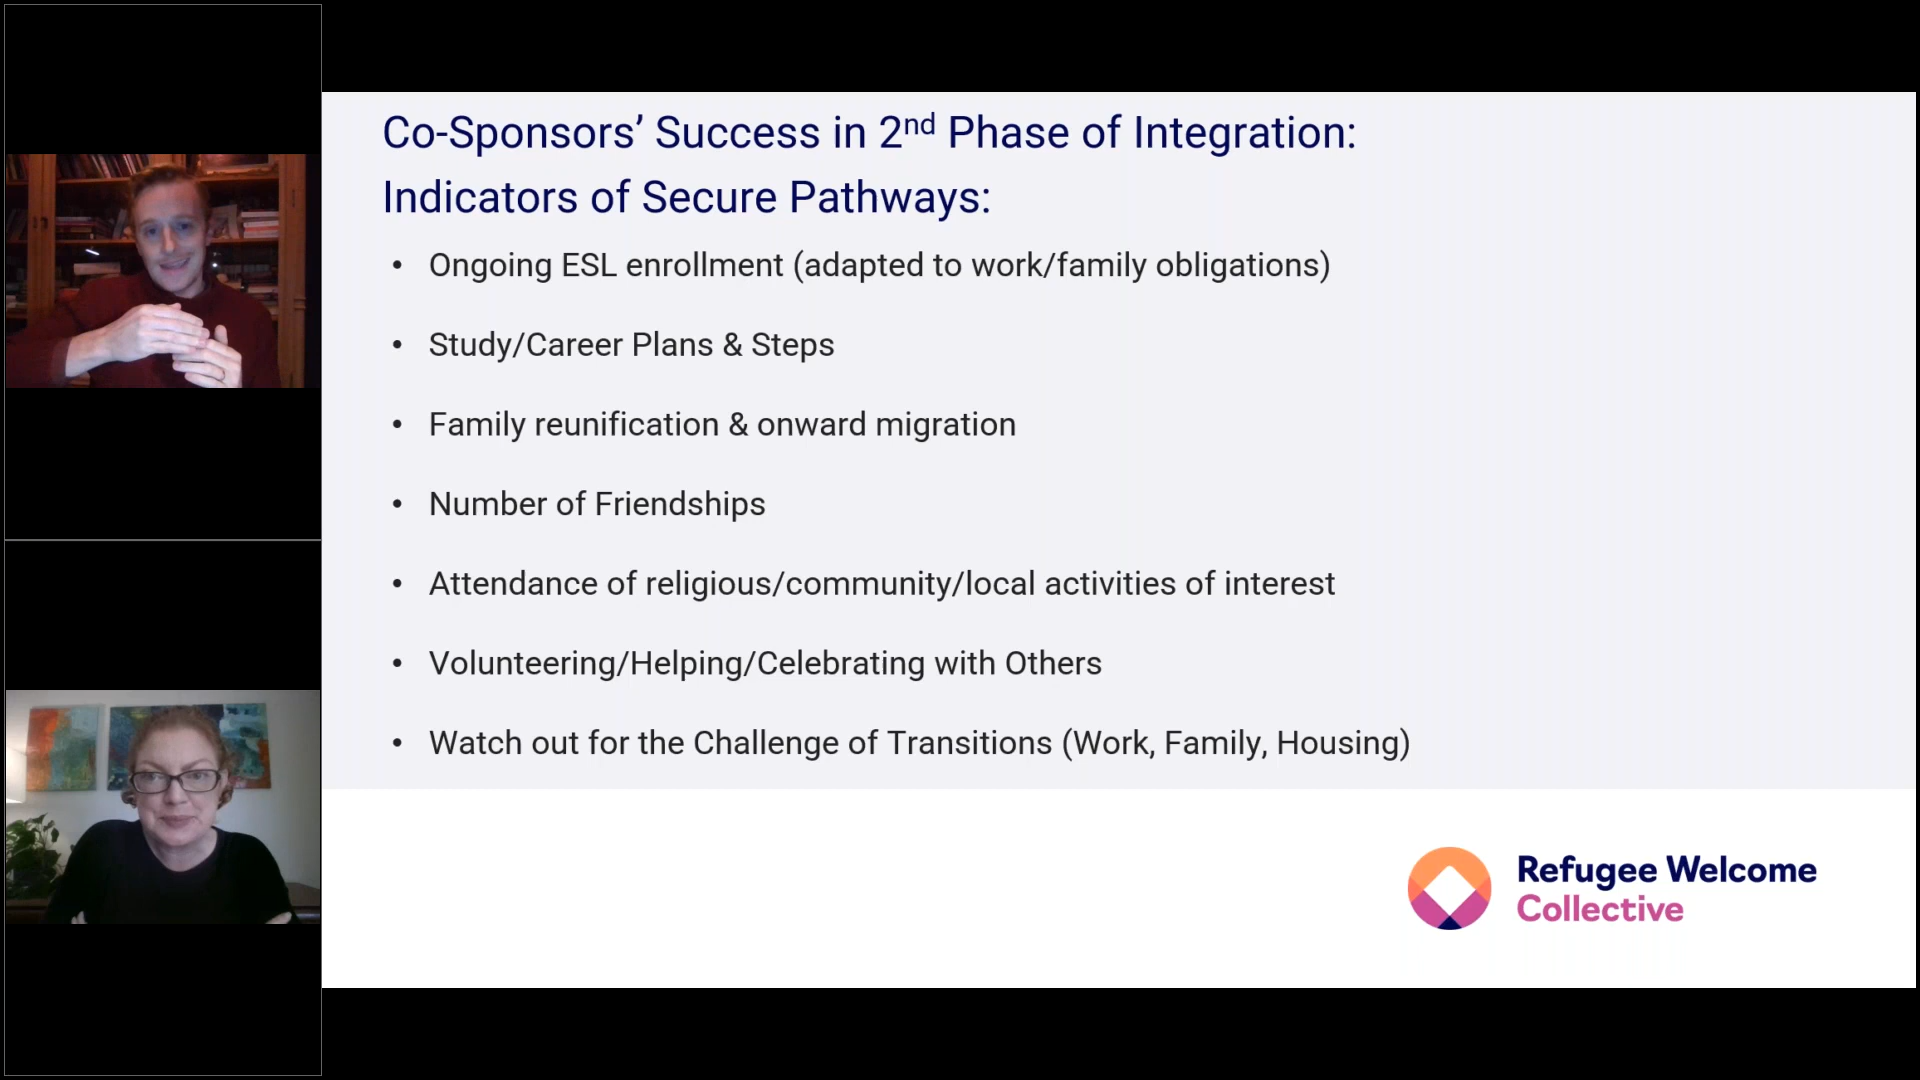 Co-Sponsors’ Success in 2nd Phase of Integration:
Indicators of Secure Pathways:
• Ongoing ESL enrollment (adapted to work/family obligations)
• Study/Career Plans & Steps
• Family reunification & onward migration
• Number of Friendships
• Attendance of religious/community/local activities of interest
• Volunteering/Helping/Celebrating with Others
• Watch out for the Challenge of Transitions (Work, Family, Housing)
Refugee Welcome
Collective